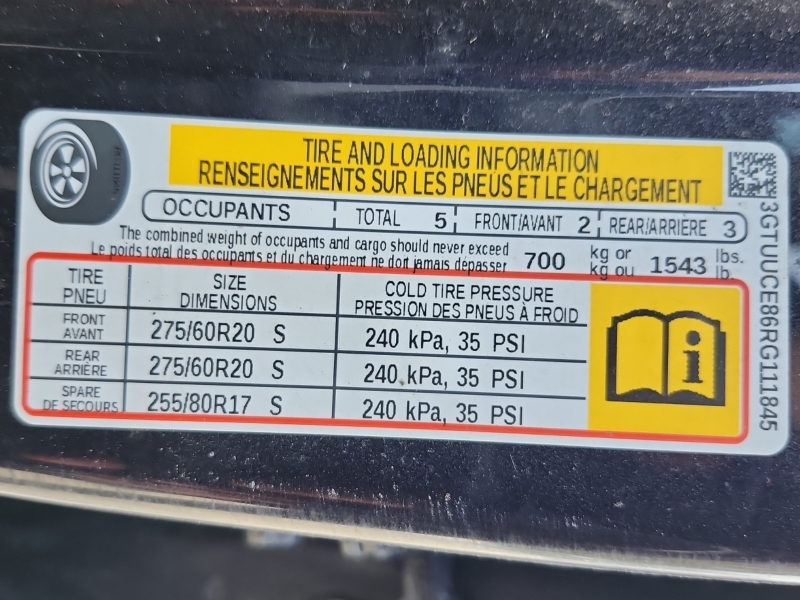 TIRE AND LOADING INFORMATION
RENSEIGNEMENTS SUR LES PNEUS ET LE CHARGEMENT
OCCUPANTS TOTAL 5 FRONT/AVANT 2 REAR/ARRIÈRE 3
The combined weight of occupants and cargo should never exceed
Le poids total des occupants et du chargement ne doit jamais dépasser
700 kg or kg ou 1543 lbs. lb.
TIRE PNEU SIZE DIMENSIONS COLD TIRE PRESSURE PRESSION DES PNEUS À FROID
FRONT AVANT 275/60R20 S 240 kPa, 35 PSI
REAR ARRIÈRE 275/60R20 S 240 kPa, 35 PSI
SPARE DE SECOURS 255/80R17 S 240 kPa, 35 PSI
i
3GTUUCE86RG111845